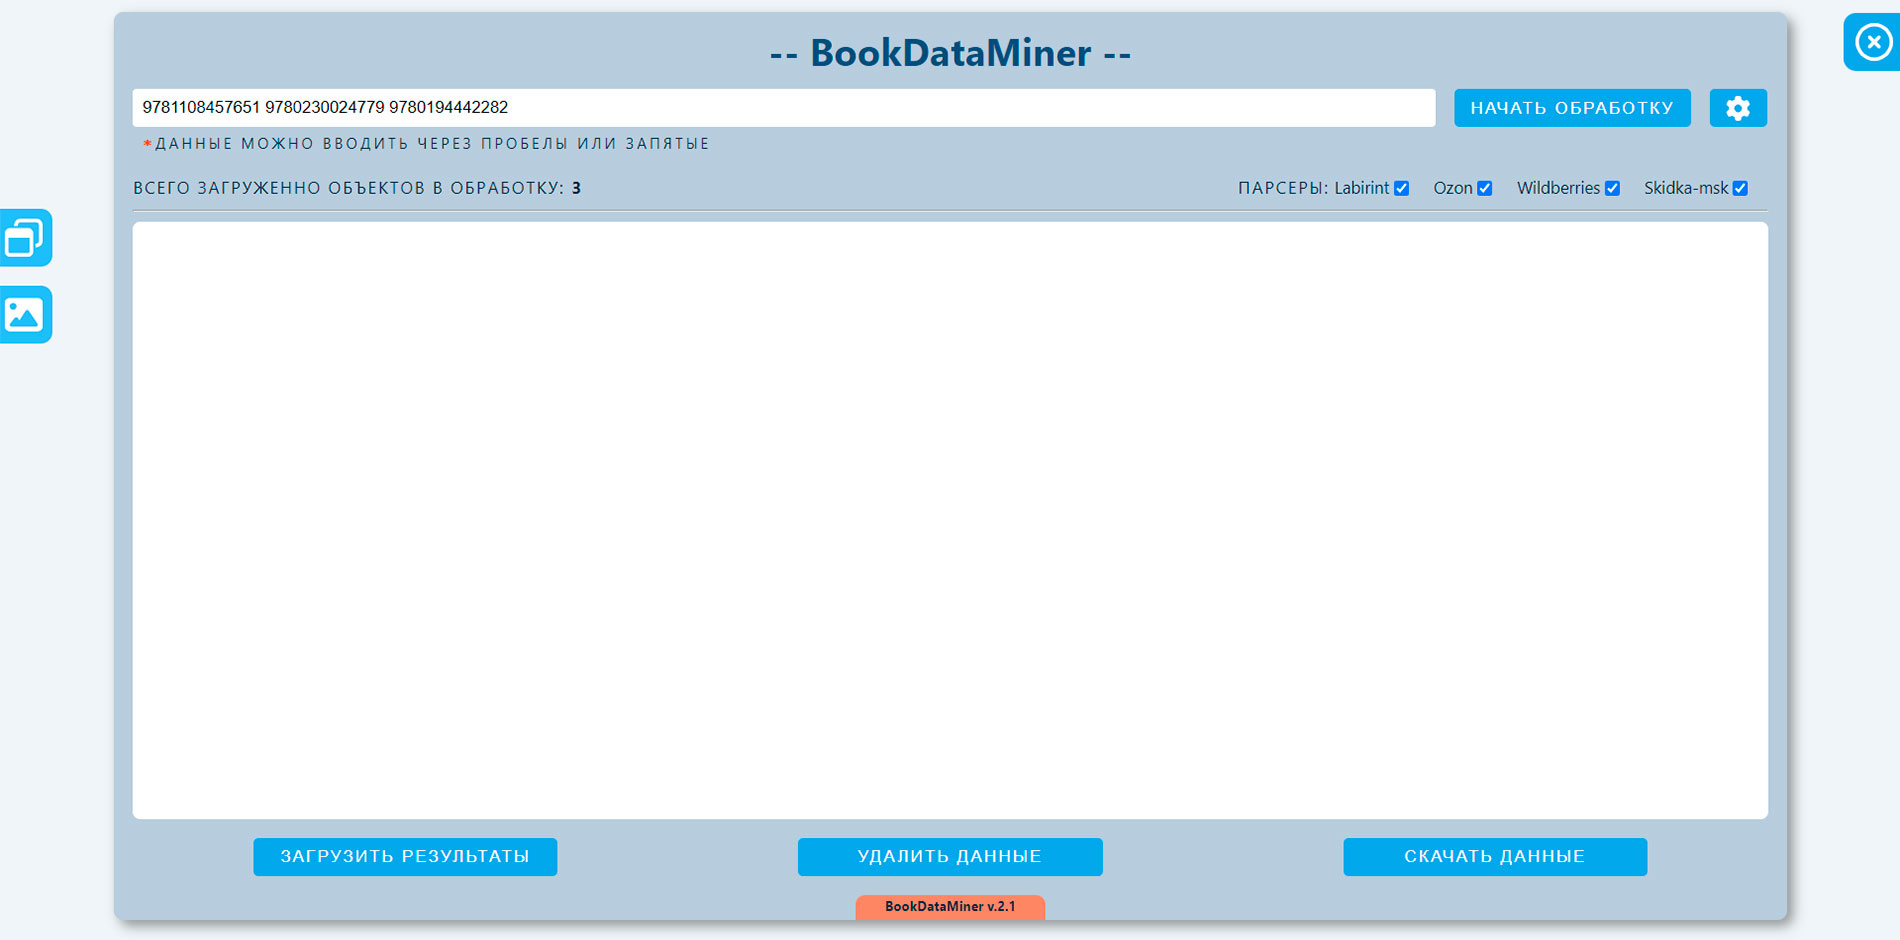 -- BookDataMiner --
9781108457651 9780230024779 9780194442282
НАЧАТЬ ОБРАБОТКУ
*ДАННЫЕ МОЖНО ВВОДИТЬ ЧЕРЕЗ ПРОБЕЛЫ ИЛИ ЗАПЯТЫЕ
ВСЕГО ЗАГРУЖЕННО ОБЪЕКТОВ В ОБРАБОТКУ: 3
ПАРСЕРЫ: Labirint Ozon Wildberries Skidka-msk
ЗАГРУЗИТЬ РЕЗУЛЬТАТЫ
УДАЛИТЬ ДАННЫЕ
СКАЧАТЬ ДАННЫЕ
BookDataMiner v.2.1